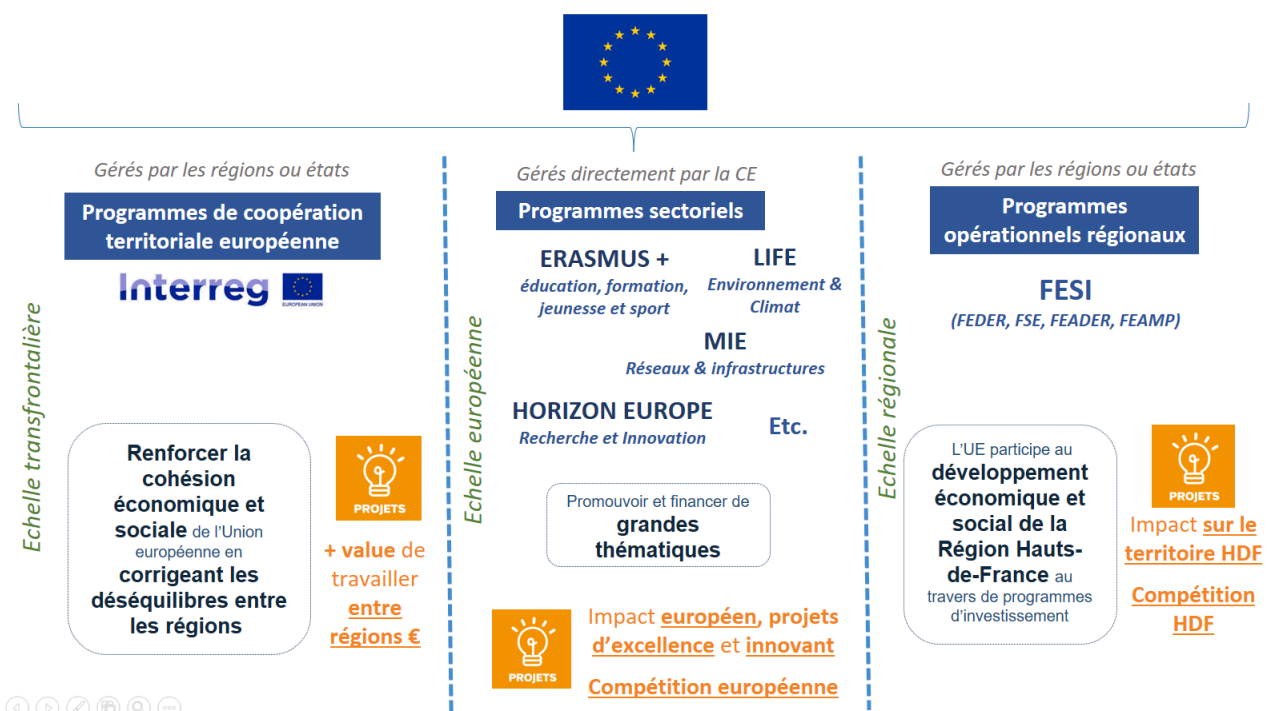 Gérés par les régions ou états
Programmes de coopération
territoriale européenne
Interreg
EUROPEAN UNION
Echelle transfrontalière
Renforcer la
cohésion
économique et
sociale de l'Union
européenne en
corrigeant les
déséquilibres entre
les régions
PROJETS
+ value de
travailler
entre
régions €
Gérés directement par la CE
Programmes sectoriels
Echelle européenne
ERASMUS +
éducation, formation,
jeunesse et sport
LIFE
Environnement &
Climat
MIE
Réseaux & infrastructures
HORIZON EUROPE
Recherche et Innovation
Etc.
Promouvoir et financer de
grandes
thématiques
PROJETS
Impact européen, projets
d'excellence et innovant
Compétition européenne
Gérés par les régions ou états
Programmes
opérationnels régionaux
Echelle régionale
FESI
(FEDER, FSE, FEADER, FEAMP)
L'UE participe au
développement
économique et
social de la
Région Hauts-
de-France au
travers de programmes
d'investissement
PROJETS
Impact sur le
territoire HDF
Compétition
HDF